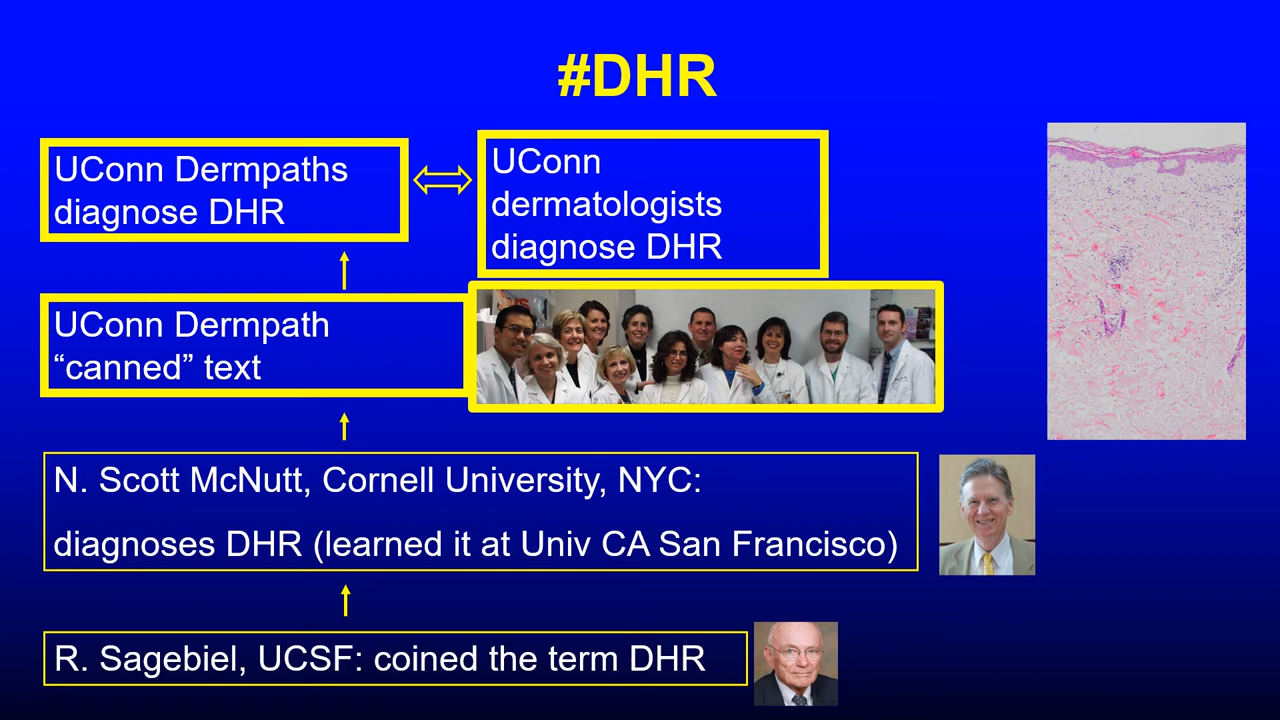 #DHR
UConn Dermpaths
diagnose DHR
UConn
dermatologists
diagnose DHR
UConn Dermpath
“canned” text
N. Scott McNutt, Cornell University, NYC:
diagnoses DHR (learned it at Univ CA San Francisco)
R. Sagebiel, UCSF: coined the term DHR